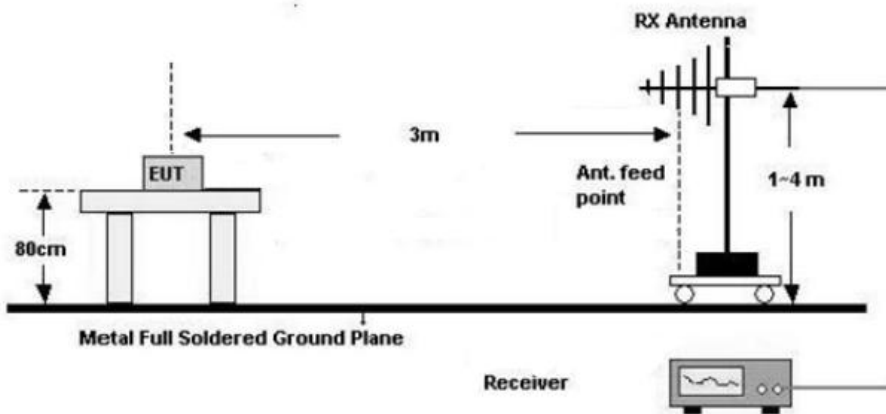 RX Antenna
3m
EUT
Ant. feed
point
1~4 m
80cm
Metal Full Soldered Ground Plane
Receiver